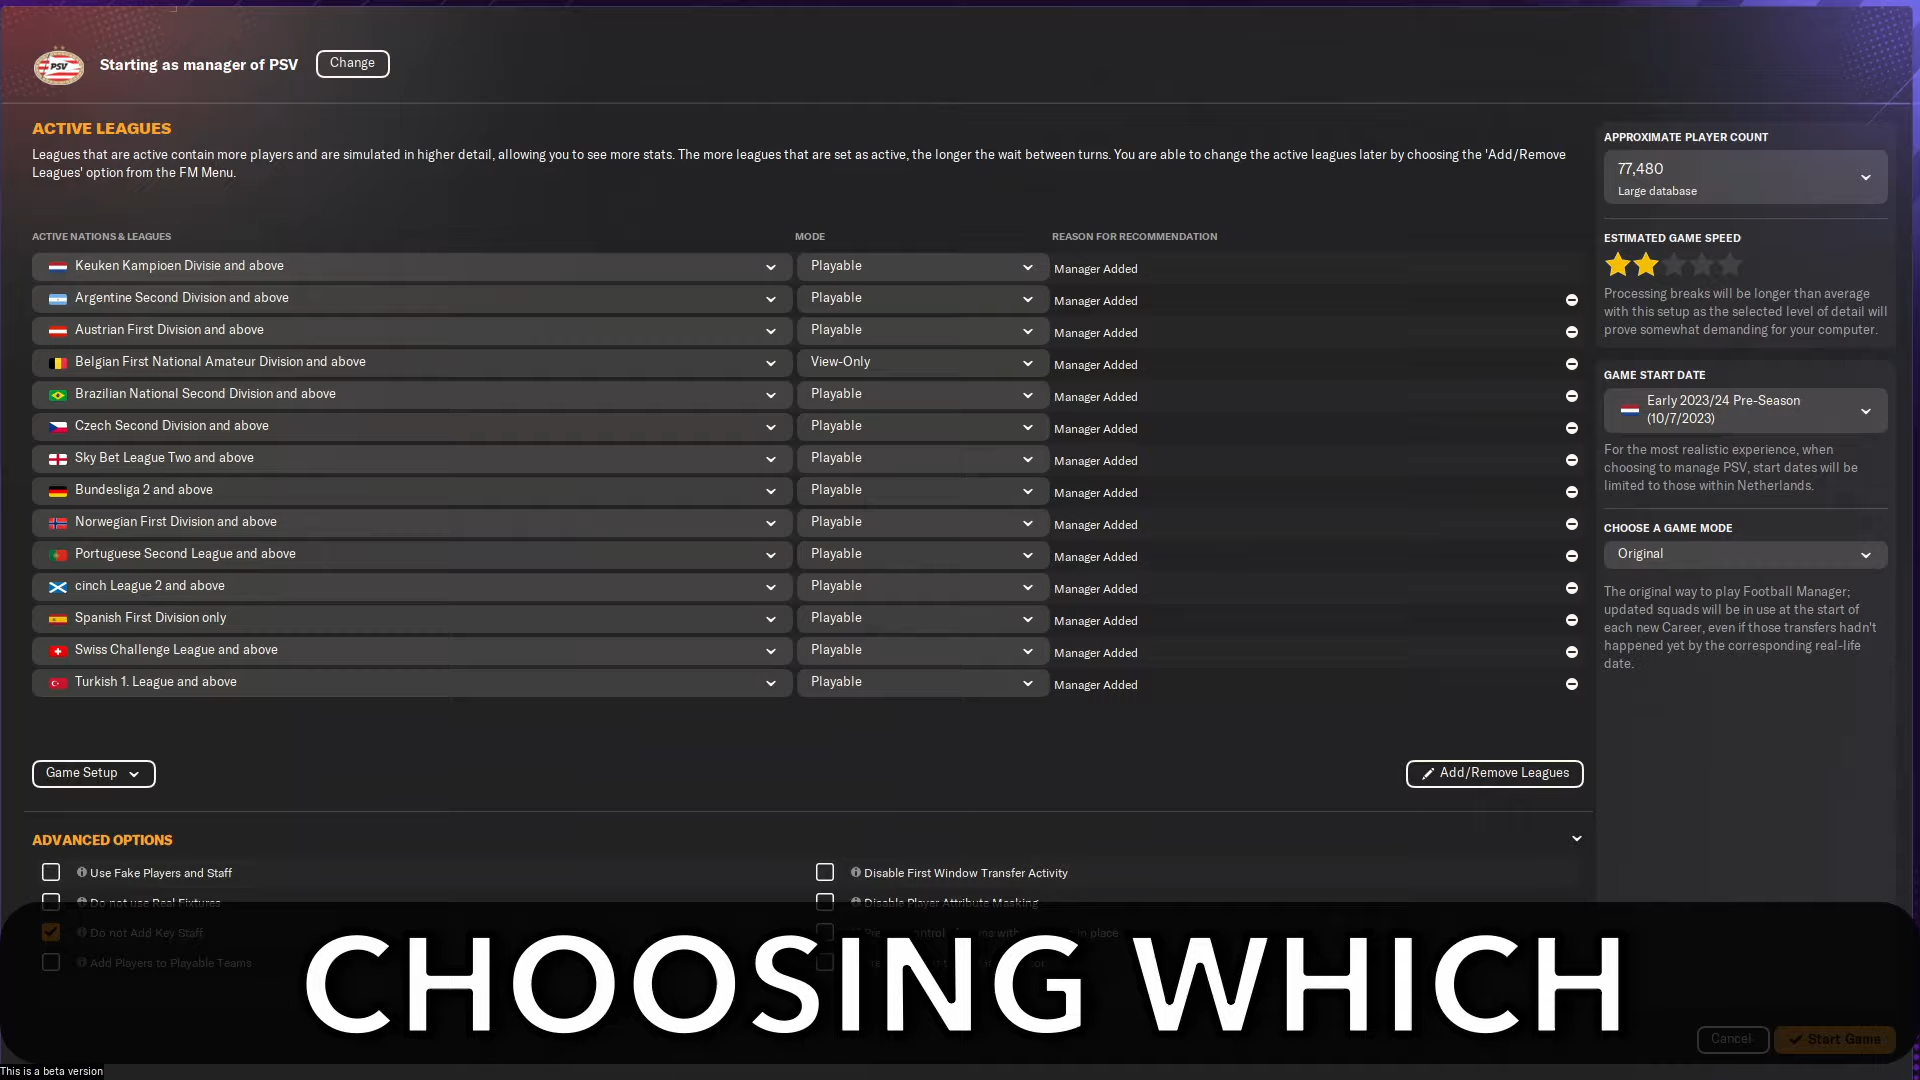 PSV
Starting as manager of PSV
Change
ACTIVE LEAGUES
Leagues that are active contain more players and are simulated in higher detail, allowing you to see more stats. The more leagues that are set as active, the longer the wait between turns. You are able to change the active leagues later by choosing the 'Add/Remove
Leagues' option from the FM Menu.
ACTIVE NATIONS & LEAGUES MODE REASON FOR RECOMMENDATION
Keuken Kampioen Divisie and above Playable Manager Added
Argentine Second Division and above Playable Manager Added
Austrian First Division and above Playable Manager Added
Belgian First National Amateur Division and above View-Only Manager Added
Brazilian National Second Division and above Playable Manager Added
Czech Second Division and above Playable Manager Added
Sky Bet League Two and above Playable Manager Added
Bundesliga 2 and above Playable Manager Added
Norwegian First Division and above Playable Manager Added
Portuguese Second League and above Playable Manager Added
cinch League 2 and above Playable Manager Added
Spanish First Division only Playable Manager Added
Swiss Challenge League and above Playable Manager Added
Turkish 1. League and above Playable Manager Added
Game Setup
Add/Remove Leagues
APPROXIMATE PLAYER COUNT
77,480
Large database
ESTIMATED GAME SPEED
Processing breaks will be longer than average
with this setup as the selected level of detail will
prove somewhat demanding for your computer.
GAME START DATE
Early 2023/24 Pre-Season
(10/7/2023)
For the most realistic experience, when
choosing to manage PSV, start dates will be
limited to those within Netherlands.
CHOOSE A GAME MODE
Original
The original way to play Football Manager;
updated squads will be in use at the start of
each new Career, even if those transfers hadn't
happened yet by the corresponding real-life
date.
ADVANCED OPTIONS
Use Fake Players and Staff
Disable First Window Transfer Activity
Do not use Real Fixtures
Disable Player Attribute Masking
Do not Add Key Staff
in place
Add Players to Playable Teams
CHOOSING WHICH
Cancel
Start Game
This is a beta version